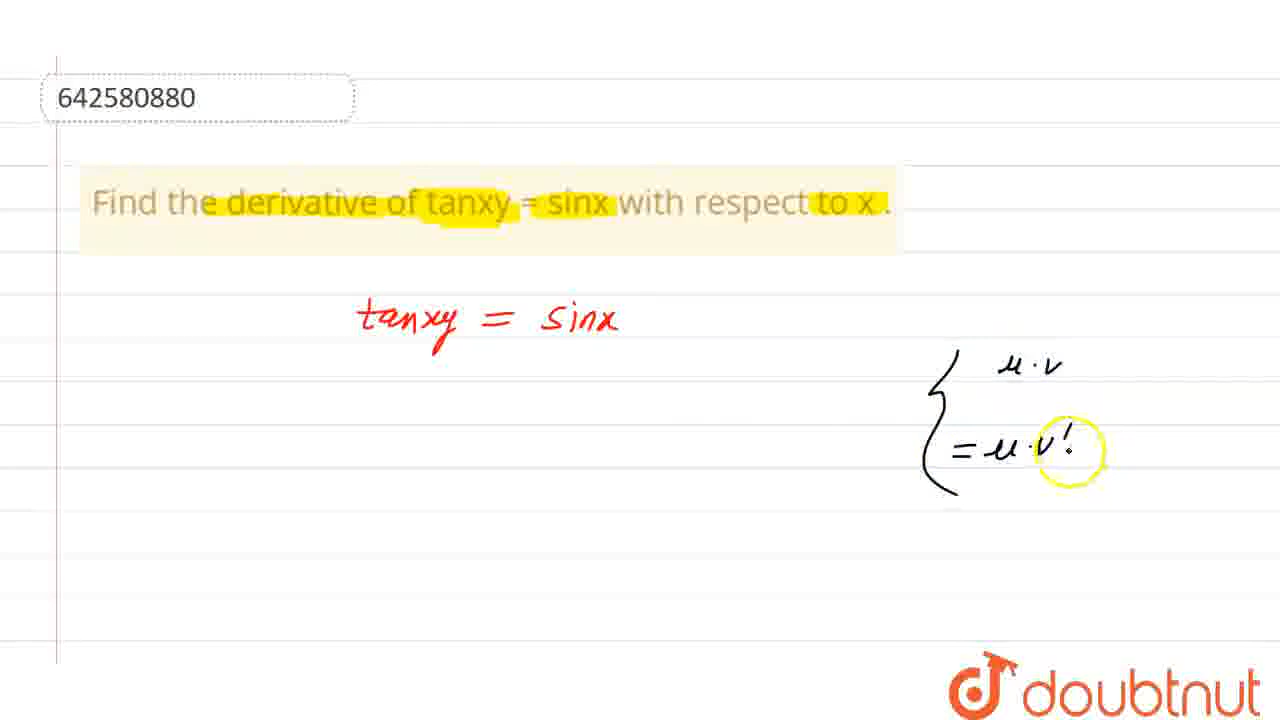 642580880
Find the derivative of tanxy = sinx with respect to x .
tanxy = sinx
u · v
= u · v'
doubtnut